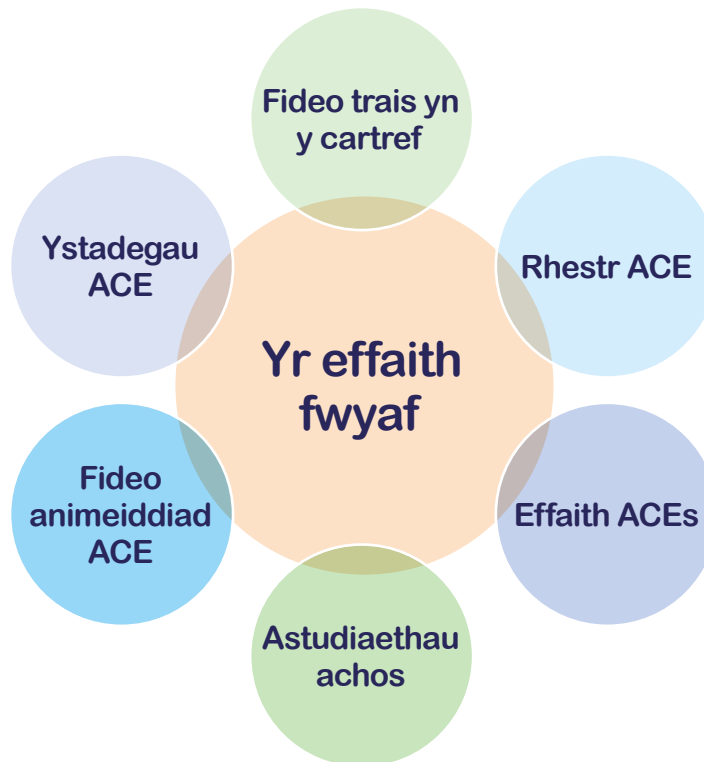 Fideo trais yn
y cartref
Ystadegau
ACE
Rhestr ACE
Yr effaith
fwyaf
Fideo
animeiddiad
ACE
Effaith ACEs
Astudiaethau
achos